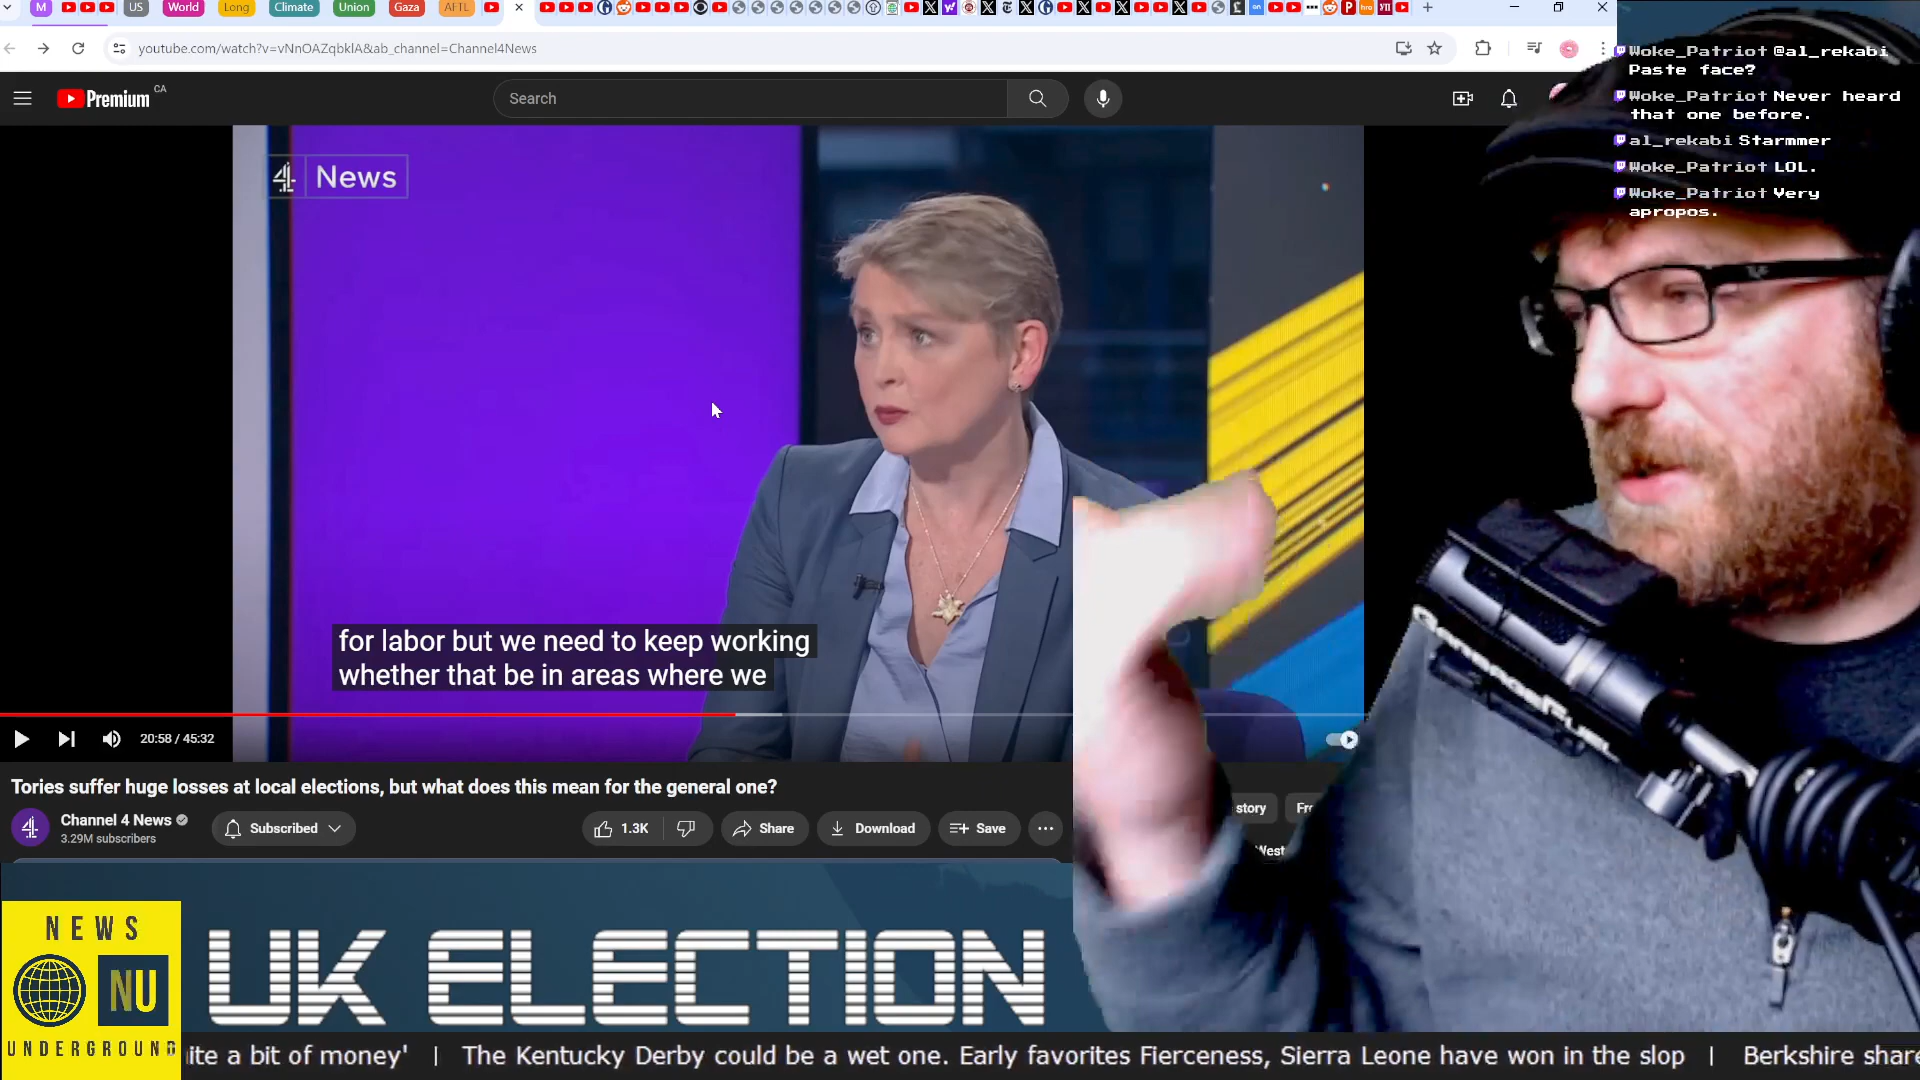 M
US
World
Long
Climate
Union
Gaza
AFTL
youtube.com/watch?v=vNnOAZqbklA&ab_channel=Channel4News
Premium CA
Search
4 News
for labor but we need to keep working
whether that be in areas where we
20:58 / 45:32
Tories suffer huge losses at local elections, but what does this mean for the general one?
Channel 4 News
3.29M subscribers
Subscribed
1.3K
Share
Download
Save
story
Fro
West
Woke_Patriot @al_rekabi
Paste face?
Woke_Patriot Never heard
that one before.
al_rekabi Starmmer
Woke_Patriot LOL.
Woke_Patriot Very
apropos.
NEWS
NU
UNDERGROUND
UK ELECTION
ite a bit of money' | The Kentucky Derby could be a wet one. Early favorites Fierceness, Sierra Leone have won in the slop | Berkshire share